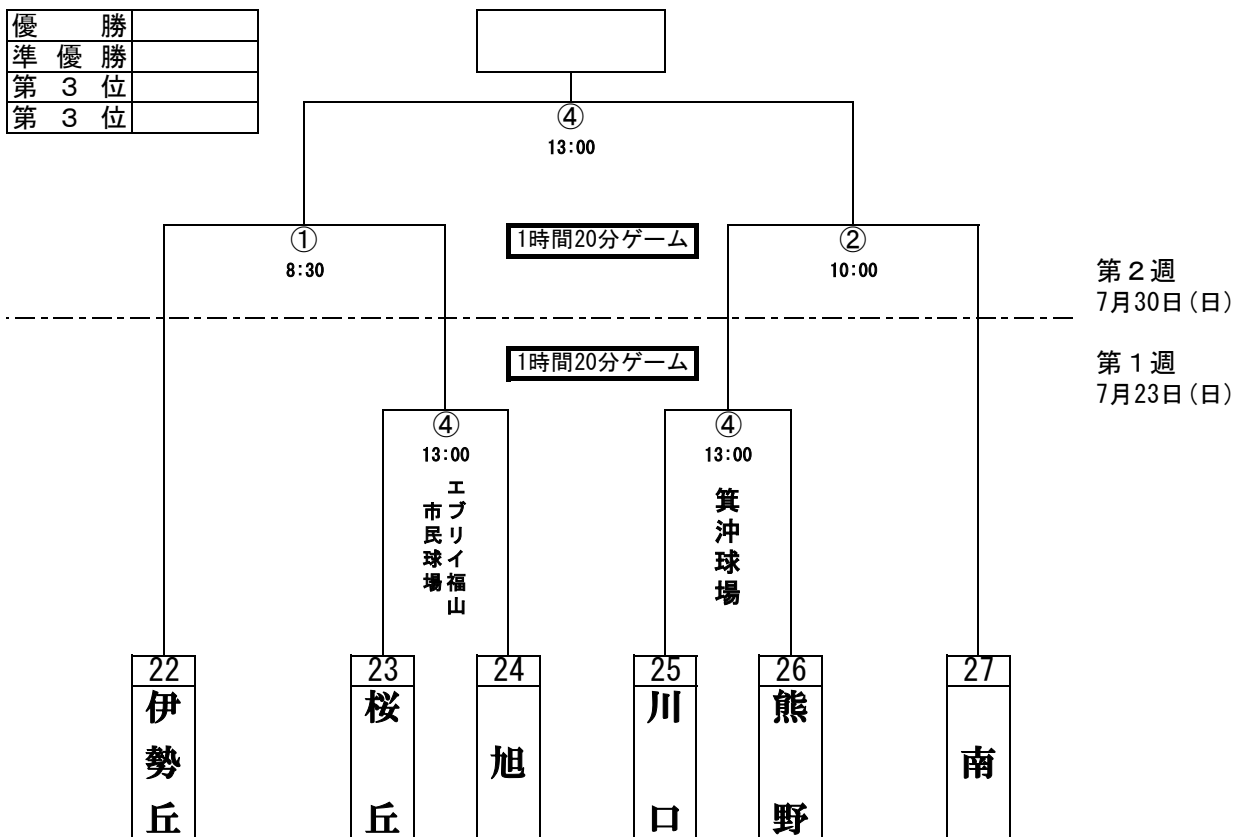 優勝
準優勝
第３位
第３位
④
13:00
①
8:30
1時間20分ゲーム
②
10:00
第２週
7月30日(日)
1時間20分ゲーム
第１週
7月23日(日)
④
13:00
エブリイ福山
市民球場
④
13:00
箕沖球場
22
伊勢丘
23
桜丘
24
旭
25
川口
26
熊野
27
南